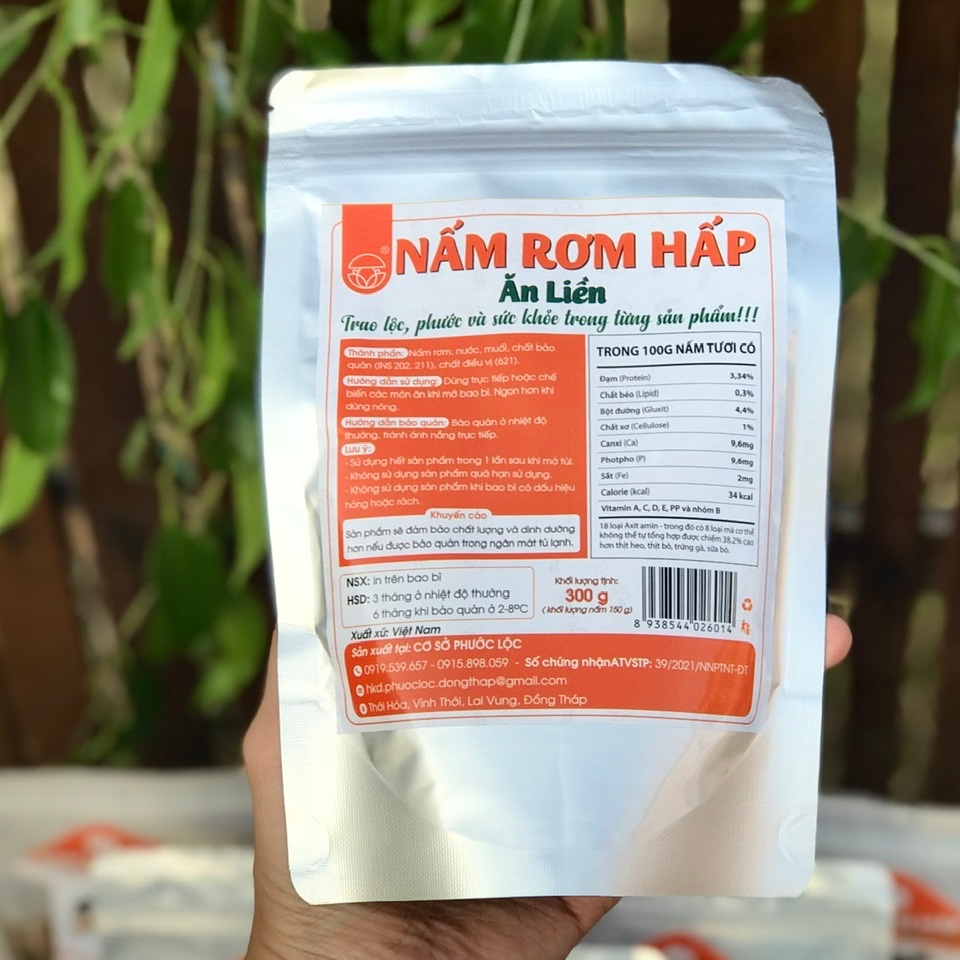 NẤM RƠM HẤP
®
Ăn Liền
Trao lộc, phước và sức khỏe trong từng sản phẩm!!!
Thành phần: Nấm rơm, nước, muối, chất bảo
quản (INS 202, 211), chất điều vị (621).
Hướng dẫn sử dụng: Dùng trực tiếp hoặc chế
biến các món ăn khi mở bao bì. Ngon hơn khi
dùng nóng.
Hướng dẫn bảo quản: Bảo quản ở nhiệt độ
thường, tránh ánh nắng trực tiếp.
Lưu ý:
- Sử dụng hết sản phẩm trong 1 lần sau khi mở túi.
- Không sử dụng sản phẩm quá hạn sử dụng.
- Không sử dụng sản phẩm khi bao bì có dấu hiệu
hỏng hoặc rách.
Khuyến cáo
Sản phẩm sẽ đảm bảo chất lượng và dinh dưỡng
hơn nếu được bảo quản trong ngăn mát tủ lạnh.
TRONG 100G NẤM TƯƠI CÓ
Đạm (Protein) 3,34%
Chất béo (Lipid) 0,3%
Bột đường (Gluxit) 4,4%
Chất xơ (Cellulose) 1%
Canxi (Ca) 9,6mg
Photpho (P) 9,6mg
Sắt (Fe) 2mg
Calorie (kcal) 34 kcal
Vitamin A, C, D, E, PP và nhóm B
18 loại Axit amin - trong đó có 8 loại mà cơ thể
không thể tự tổng hợp được chiếm 38,2% cao
hơn thịt heo, thịt bò, trứng gà, sữa bò.
NSX: in trên bao bì
HSD: 3 tháng ở nhiệt độ thường
6 tháng khi bảo quản ở 2-8ºC
Khối lượng tịnh:
300 g
( khối lượng nấm 150 g)
8 938544 026014
Xuất xứ: Việt Nam
Sản xuất tại: CƠ SỞ PHƯỚC LỘC
0919.539.657 - 0915.898.059 - Số chứng nhậnATVSTP: 39/2021/NNPTNT-ĐT
hkd.phuocloc.dongthap@gmail.com
Thới Hòa, Vĩnh Thới, Lai Vung, Đồng Tháp